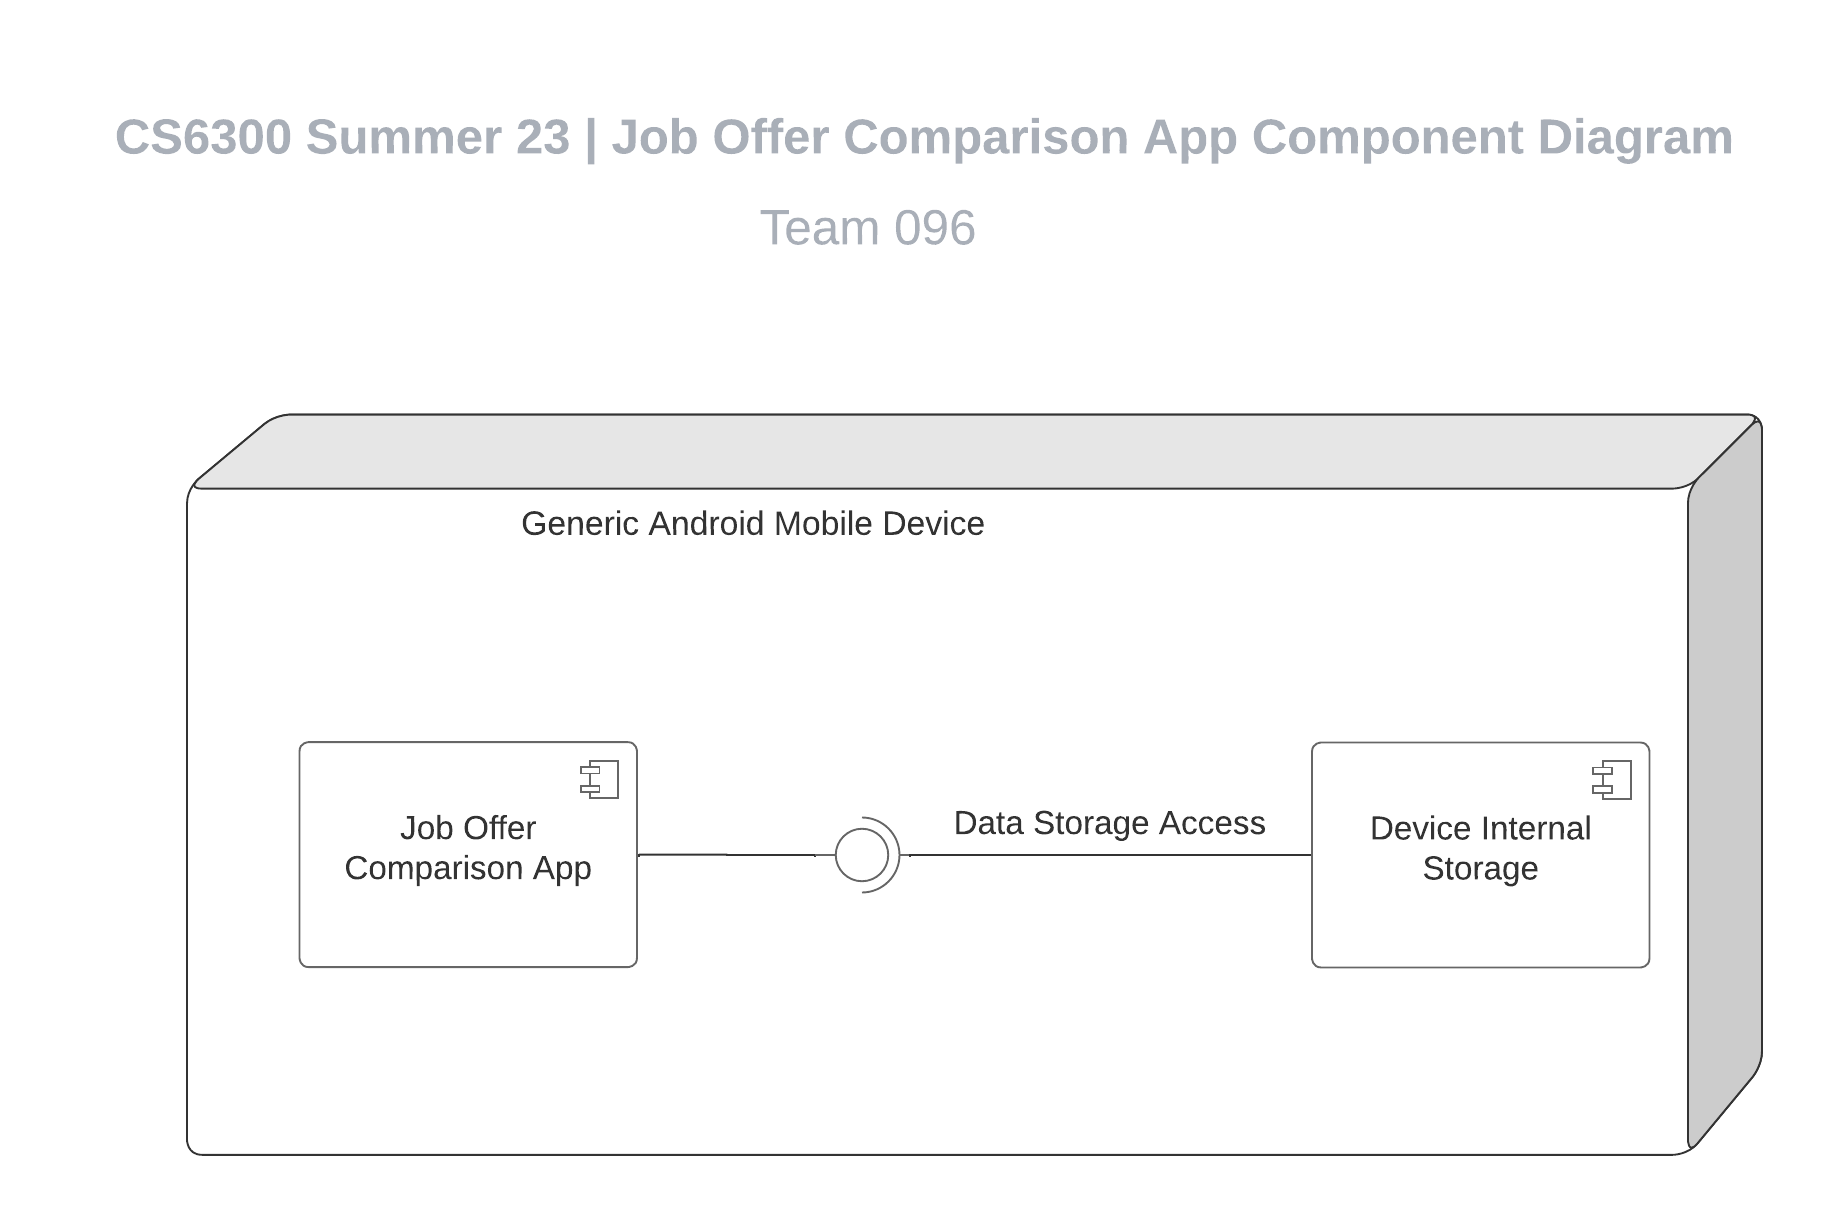 CS6300 Summer 23 | Job Offer Comparison App Component Diagram
Team 096
Generic Android Mobile Device
Job Offer
Comparison App
Data Storage Access
Device Internal
Storage